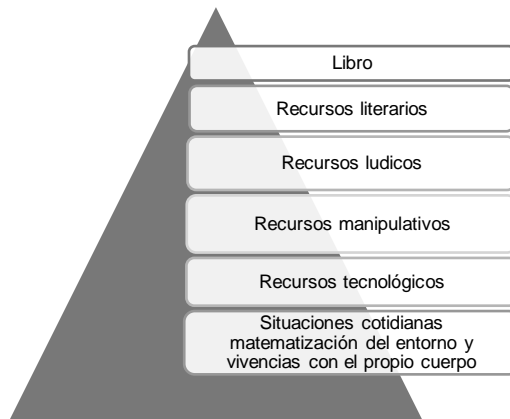 Libro
Recursos literarios
Recursos ludicos
Recursos manipulativos
Recursos tecnológicos
Situaciones cotidianas
matematización del entorno y
vivencias con el propio cuerpo